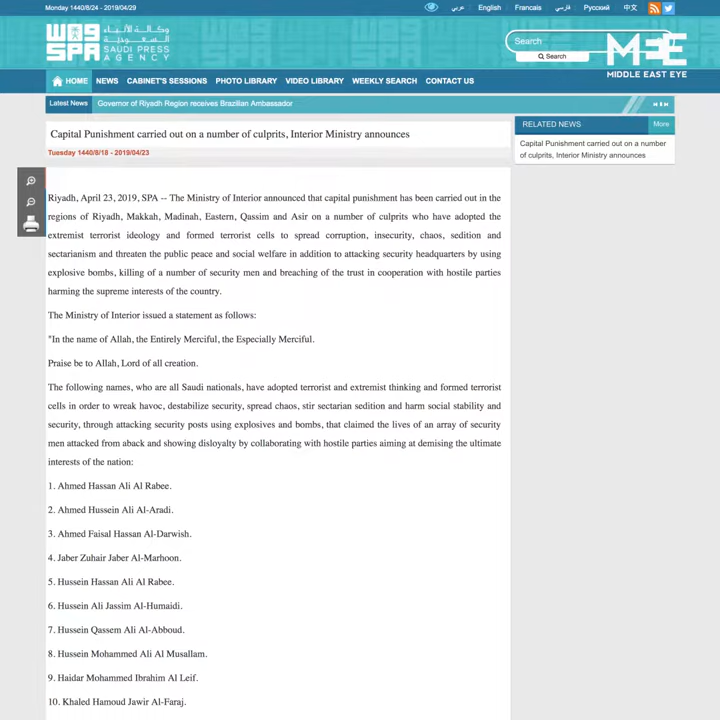 Monday 1440/8/24 - 2019/04/29
عربي English Francais فارسي Русский 中文
وكالة الأنباء السعودية
SPA SAUDI PRESS AGENCY
Search
Search
MEE
MIDDLE EAST EYE
HOME NEWS CABINET'S SESSIONS PHOTO LIBRARY VIDEO LIBRARY WEEKLY SEARCH CONTACT US
Latest News Governor of Riyadh Region receives Brazilian Ambassador
Capital Punishment carried out on a number of culprits, Interior Ministry announces
Tuesday 1440/8/18 - 2019/04/23
RELATED NEWS More
Capital Punishment carried out on a number
of culprits, Interior Ministry announces
Riyadh, April 23, 2019, SPA -- The Ministry of Interior announced that capital punishment has been carried out in the
regions of Riyadh, Makkah, Madinah, Eastern, Qassim and Asir on a number of culprits who have adopted the
extremist terrorist ideology and formed terrorist cells to spread corruption, insecurity, chaos, sedition and
sectarianism and threaten the public peace and social welfare in addition to attacking security headquarters by using
explosive bombs, killing of a number of security men and breaching of the trust in cooperation with hostile parties
harming the supreme interests of the country.
The Ministry of Interior issued a statement as follows:
"In the name of Allah, the Entirely Merciful, the Especially Merciful.
Praise be to Allah, Lord of all creation.
The following names, who are all Saudi nationals, have adopted terrorist and extremist thinking and formed terrorist
cells in order to wreak havoc, destabilize security, spread chaos, stir sectarian sedition and harm social stability and
security, through attacking security posts using explosives and bombs, that claimed the lives of an array of security
men attacked from aback and showing disloyalty by collaborating with hostile parties aiming at demising the ultimate
interests of the nation:
1. Ahmed Hassan Ali Al Rabee.
2. Ahmed Hussein Ali Al-Aradi.
3. Ahmed Faisal Hassan Al-Darwish.
4. Jaber Zuhair Jaber Al-Marhoon.
5. Hussein Hassan Ali Al Rabee.
6. Hussein Ali Jassim Al-Humaidi.
7. Hussein Qassem Ali Al-Abboud.
8. Hussein Mohammed Ali Al Musallam.
9. Haidar Mohammed Ibrahim Al Leif.
10. Khaled Hamoud Jawir Al-Faraj.